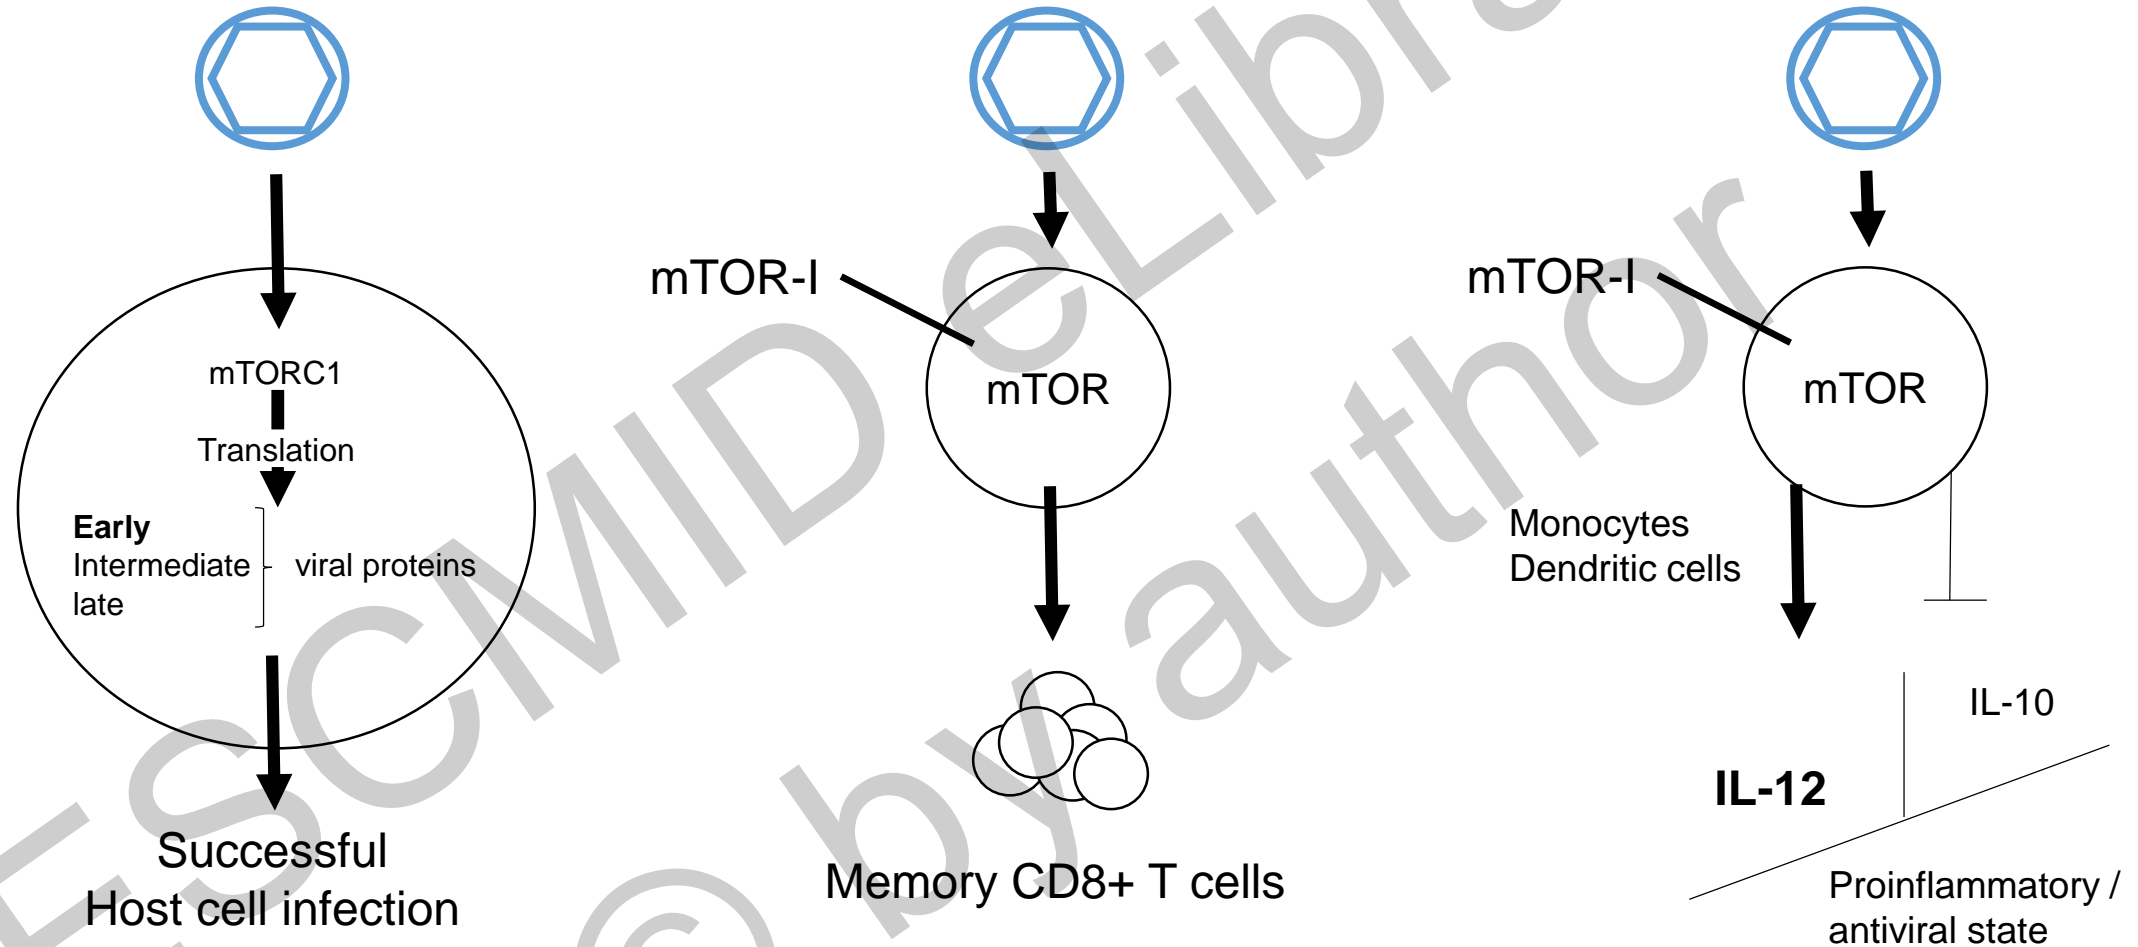 mTORC1
Translation
Early
Intermediate
late
viral proteins
Successful
Host cell infection
mTOR-I
mTOR
Memory CD8+ T cells
mTOR-I
mTOR
Monocytes
Dendritic cells
IL-10
IL-12
Proinflammatory /
antiviral state
ESCMID eLibra
© by author